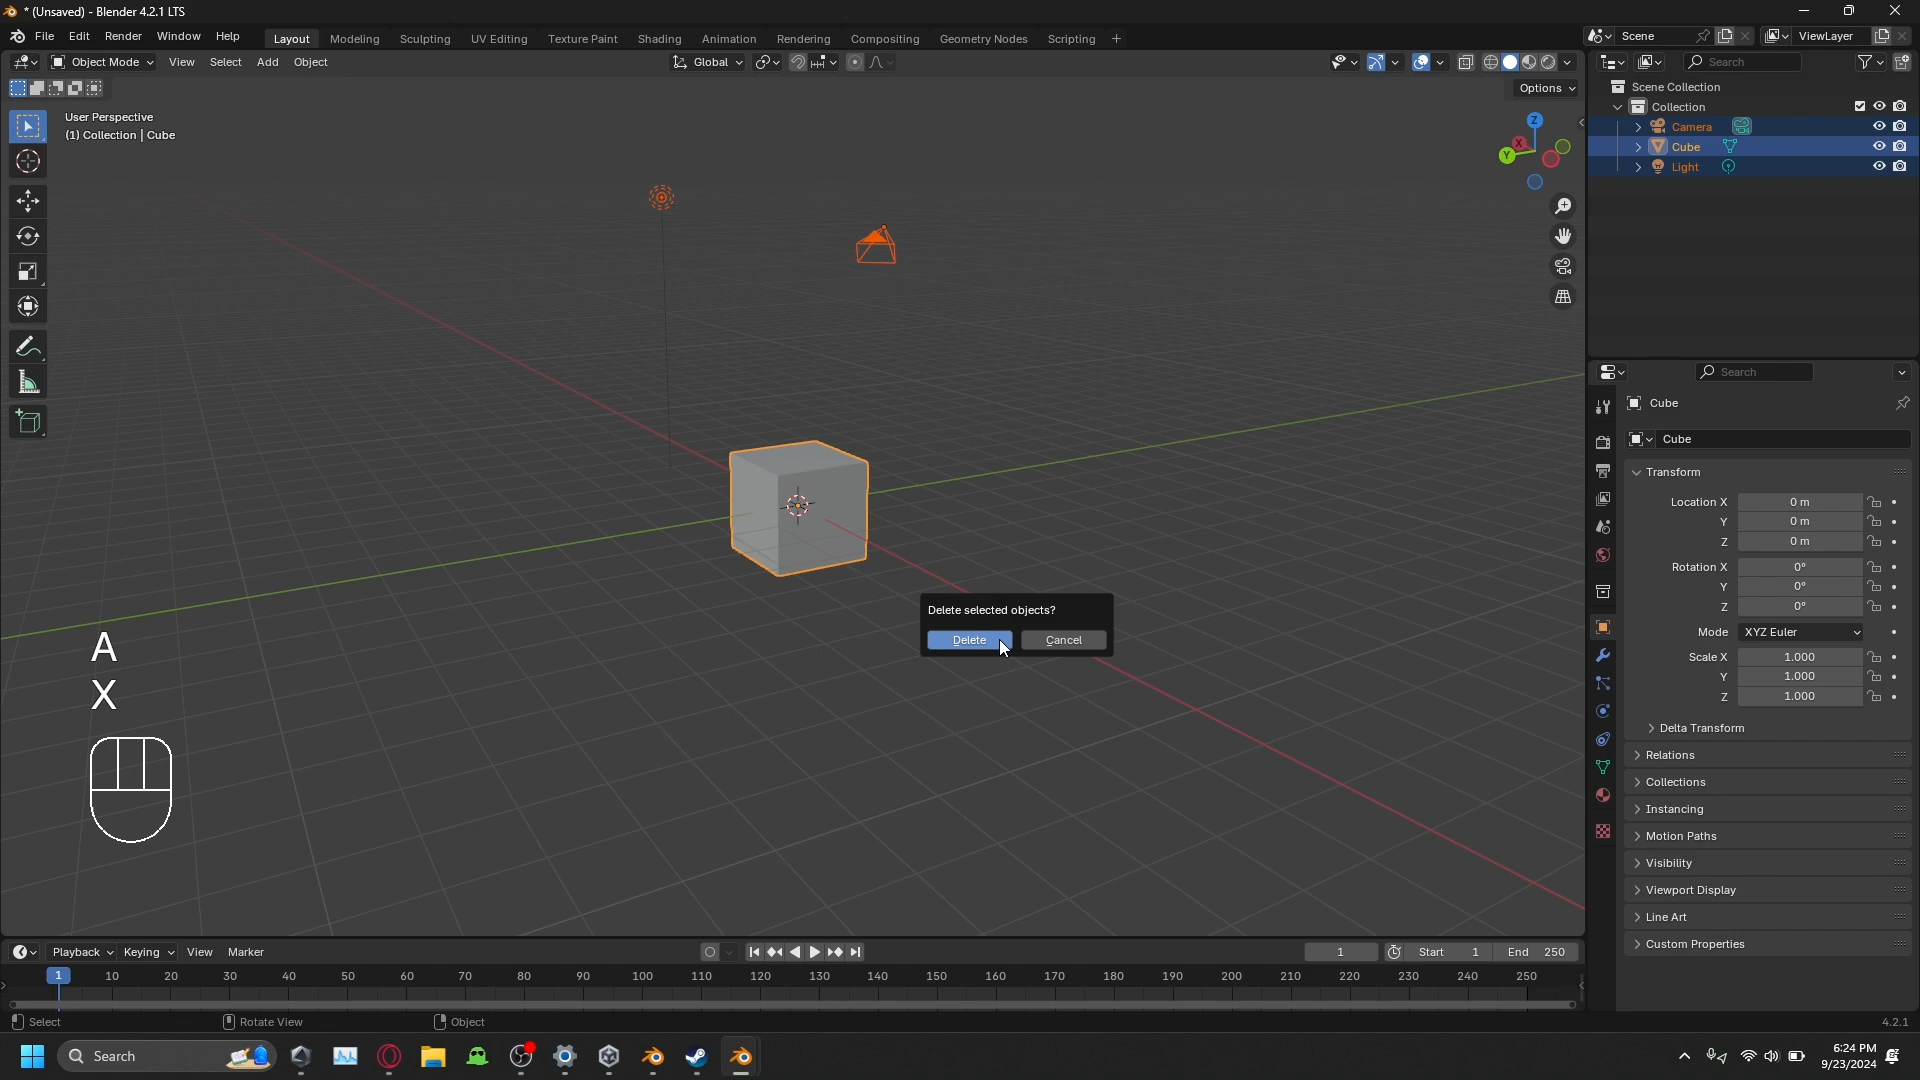 * (Unsaved) - Blender 4.2.1 LTS
File Edit Render Window Help Layout Modeling Sculpting UV Editing Texture Paint Shading Animation Rendering Compositing Geometry Nodes Scripting + Scene ViewLayer
Object Mode View Select Add Object Global Search
Options
User Perspective
(1) Collection | Cube
Scene Collection
Collection
Camera
Cube
Light
Z
X
Y
Search
Cube
Cube
Transform
Location X 0 m
Y 0 m
Z 0 m
Rotation X 0°
Y 0°
Z 0°
Mode XYZ Euler
Scale X 1.000
Y 1.000
Z 1.000
Delta Transform
Relations
Collections
Instancing
Motion Paths
Visibility
Viewport Display
Line Art
Custom Properties
Delete selected objects?
Delete Cancel
A
X
Playback Keying View Marker 1 Start 1 End 250
1 10 20 30 40 50 60 70 80 90 100 110 120 130 140 150 160 170 180 190 200 210 220 230 240 250
Select Rotate View Object 4.2.1
Search
6:24 PM
9/23/2024